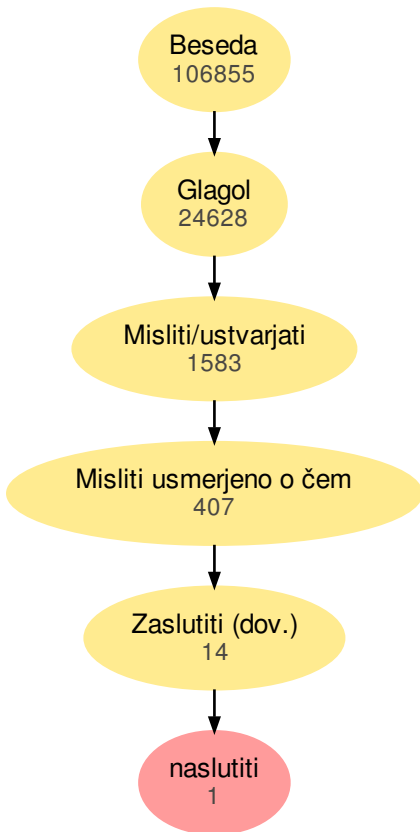 Beseda
106855
Glagol
24628
Misliti/ustvarjati
1583
Misliti usmerjeno o čem
407
Zaslutiti (dov.)
14
naslutiti
1